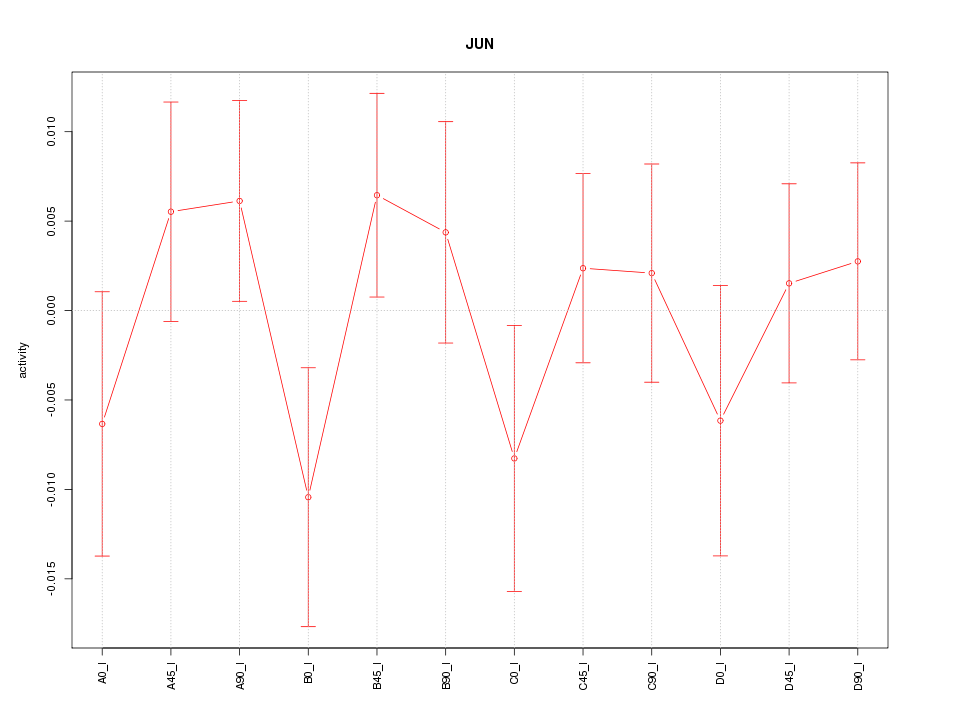 JUN
activity
0.010
0.005
0.000
-0.005
-0.010
-0.015
A0_I
A45_I
A90_I
B0_I
B45_I
B90_I
C0_I
C45_I
C90_I
D0_I
D45_I
D90_I